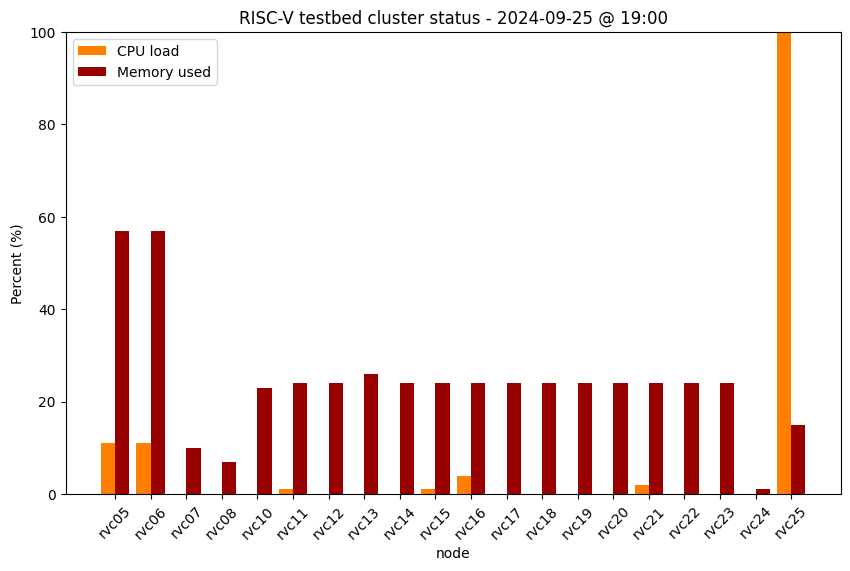 RISC-V testbed cluster status - 2024-09-25 @ 19:00
CPU load
Memory used
Percent (%)
100
80
60
40
20
0
rvc05
rvc06
rvc07
rvc08
rvc10
rvc11
rvc12
rvc13
rvc14
rvc15
rvc16
rvc17
rvc18
rvc19
rvc20
rvc21
rvc22
rvc23
rvc24
rvc25
node